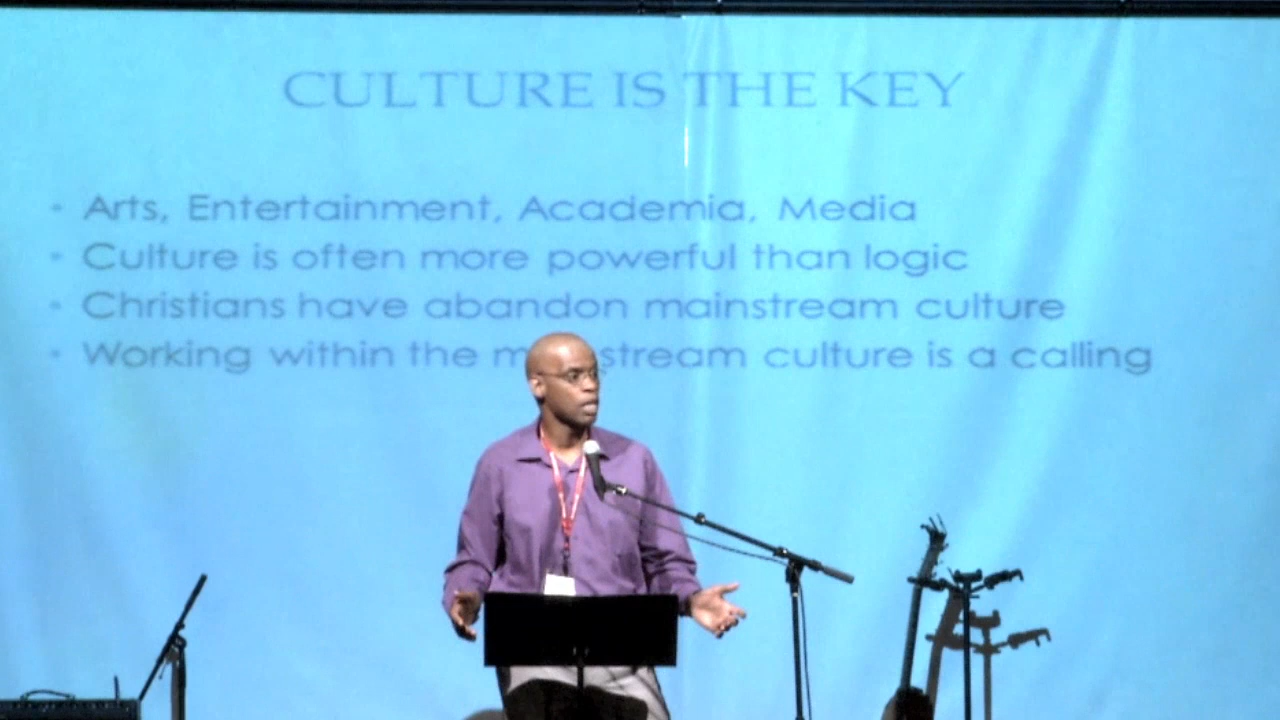 CULTURE IS THE KEY
• Arts, Entertainment, Academia, Media
• Culture is often more powerful than logic
• Christians have abandon mainstream culture
• Working within the m stream culture is a calling